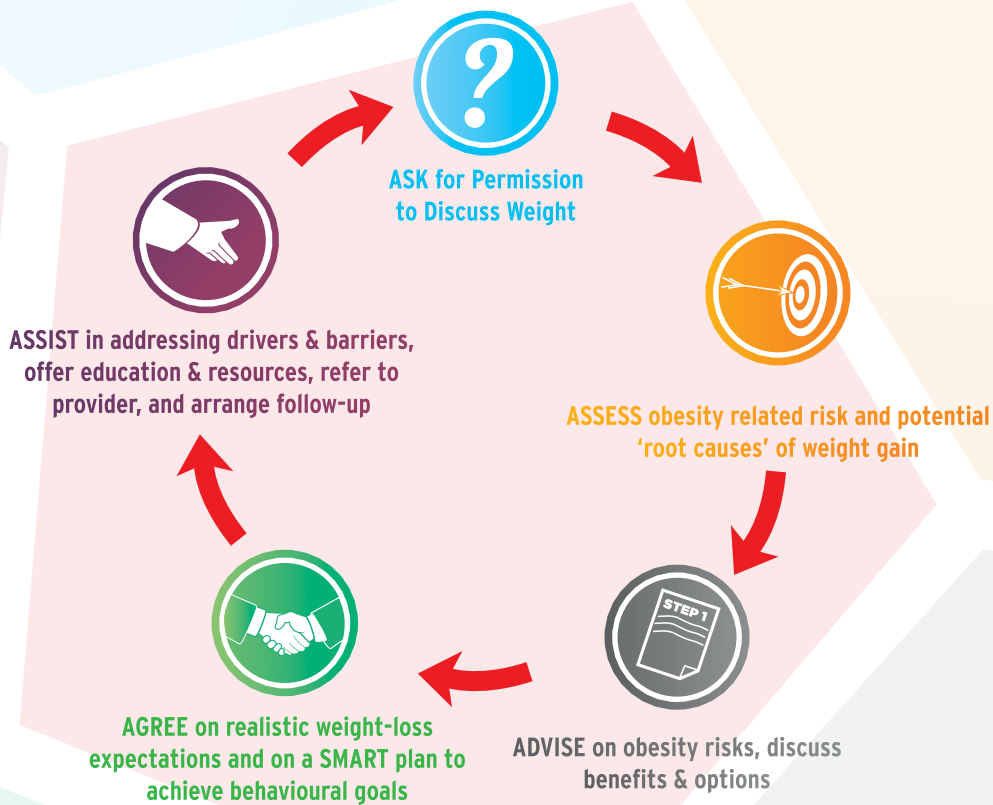 ?
ASK for Permission
to Discuss Weight
ASSESS obesity related risk and potential
‘root causes’ of weight gain
STEP 1
ADVISE on obesity risks, discuss
benefits & options
AGREE on realistic weight-loss
expectations and on a SMART plan to
achieve behavioural goals
ASSIST in addressing drivers & barriers,
offer education & resources, refer to
provider, and arrange follow-up